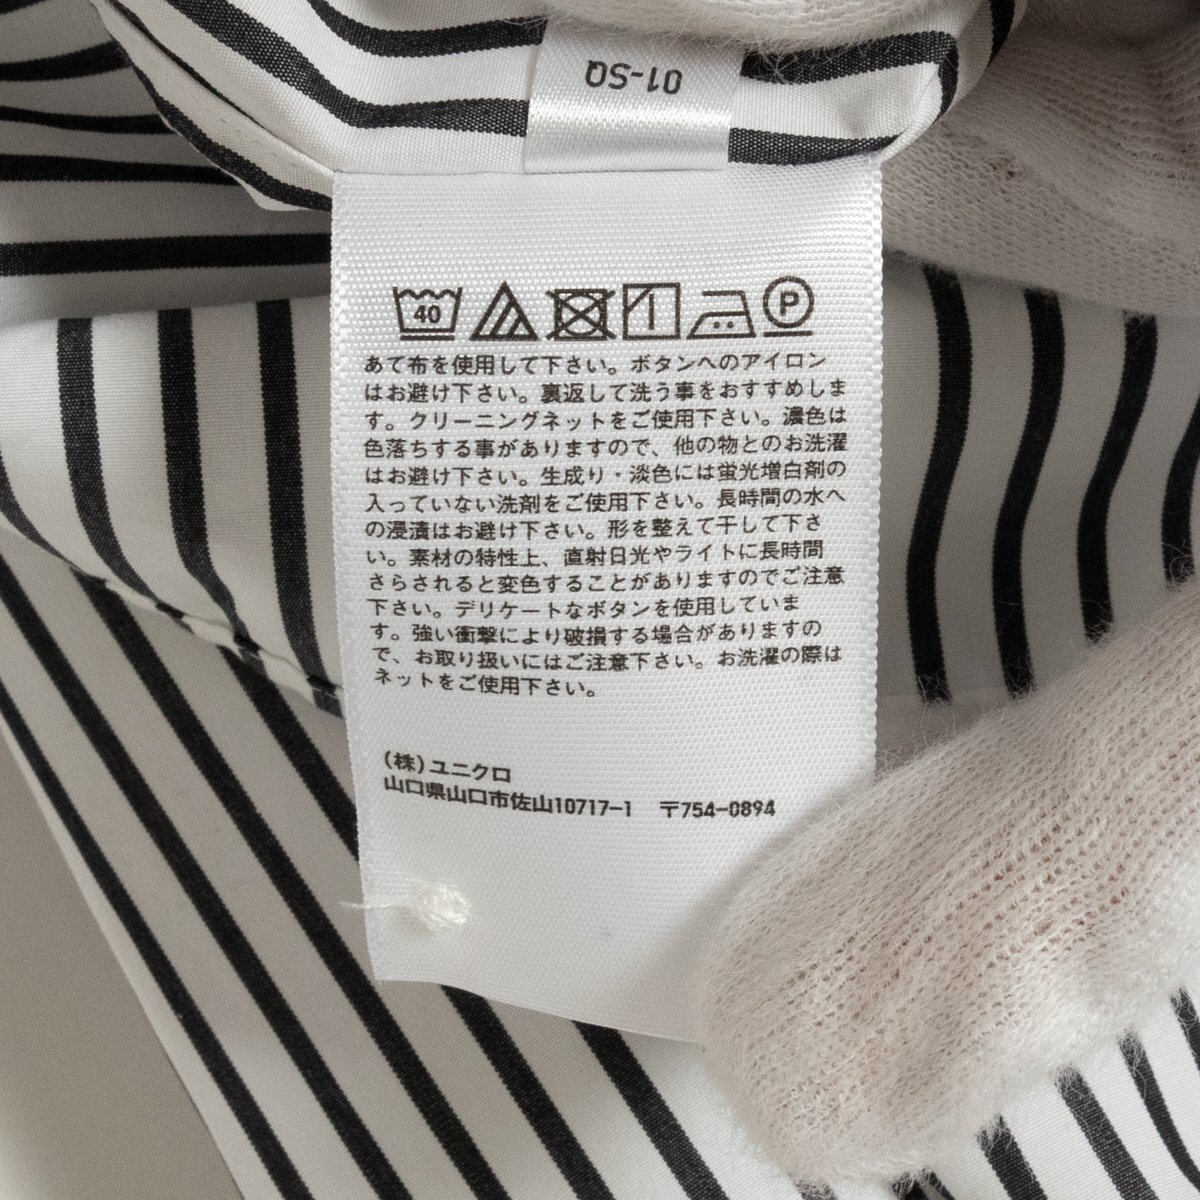 01-SQ
40
P
あて布を使用して下さい。ボタンへのアイロン
はお避け下さい。裏返して洗う事をおすすめしま
す。クリーニングネットをご使用下さい。濃色は
色落ちする事がありますので、他の物とのお洗濯
はお避け下さい。生成り・淡色には蛍光増白剤の
入っていない洗剤をご使用下さい。長時間の水へ
の浸漬はお避け下さい。形を整えて干して下さ
い。素材の特性上、直射日光やライトに長時間
さらされると変色することがありますのでご注意
下さい。デリケートなボタンを使用していま
す。強い衝撃により破損する場合がありますの
で、お取り扱いにはご注意下さい。お洗濯の際は
ネットをご使用下さい。
(株)ユニクロ
山口県山口市佐山10717-1 〒754-0894